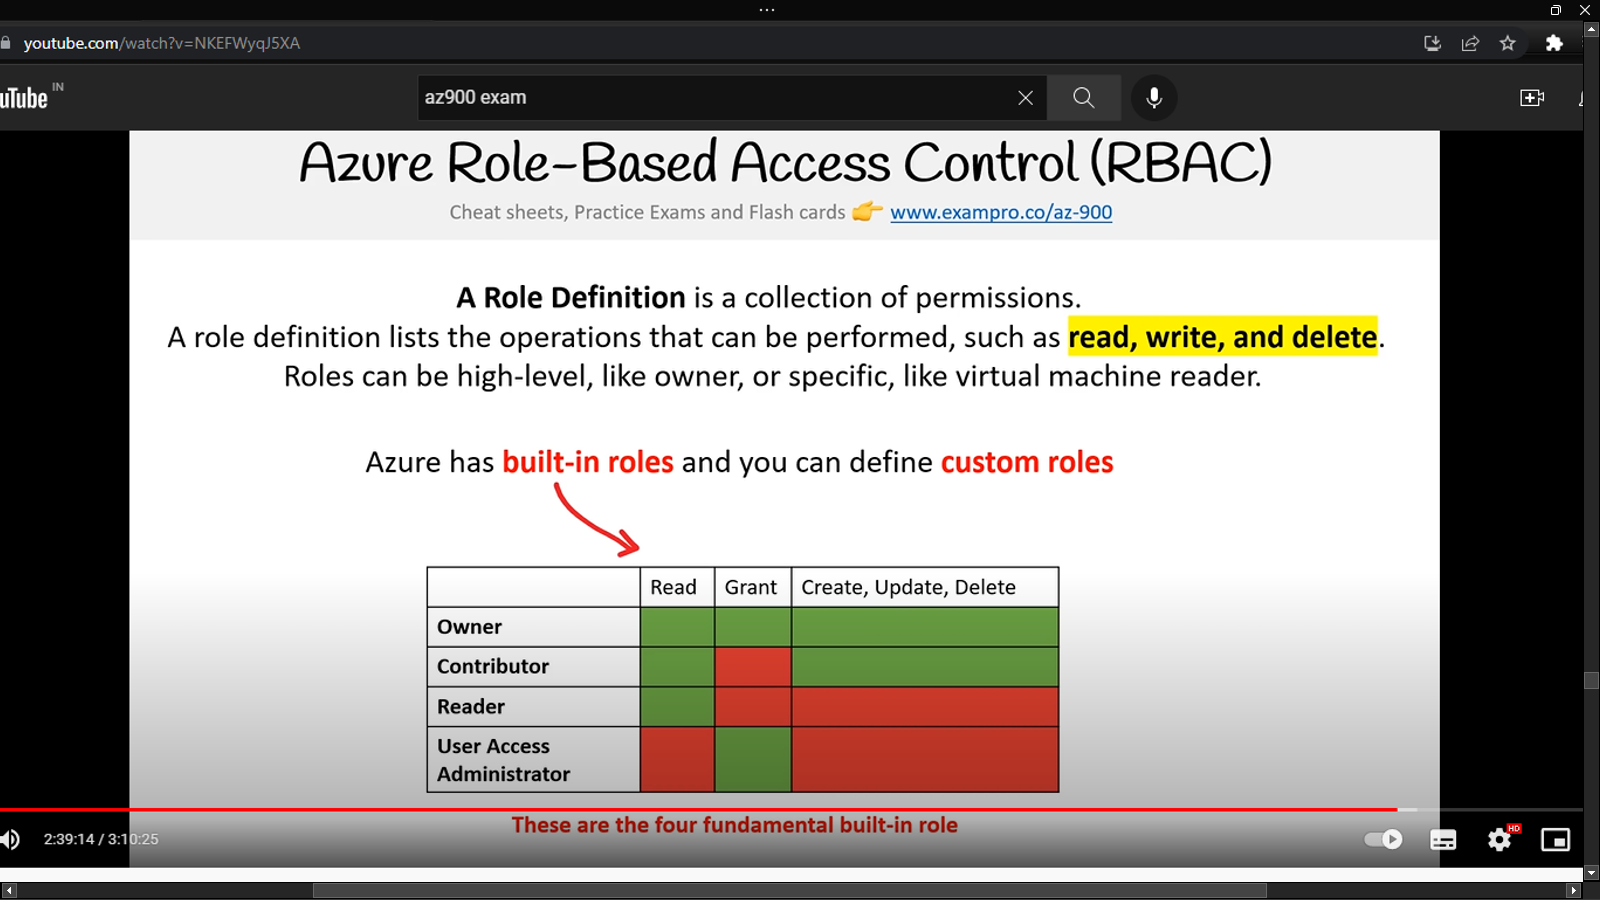 youtube.com/watch?v=NKEFWyqJ5XA
uTube IN
az900 exam
Azure Role-Based Access Control (RBAC)
Cheat sheets, Practice Exams and Flash cards 👉 www.exampro.co/az-900
A Role Definition is a collection of permissions.
A role definition lists the operations that can be performed, such as read, write, and delete.
Roles can be high-level, like owner, or specific, like virtual machine reader.
Azure has built-in roles and you can define custom roles
Read Grant Create, Update, Delete
Owner
Contributor
Reader
User Access
Administrator
These are the four fundamental built-in role
2:39:14 / 3:10:25
HD